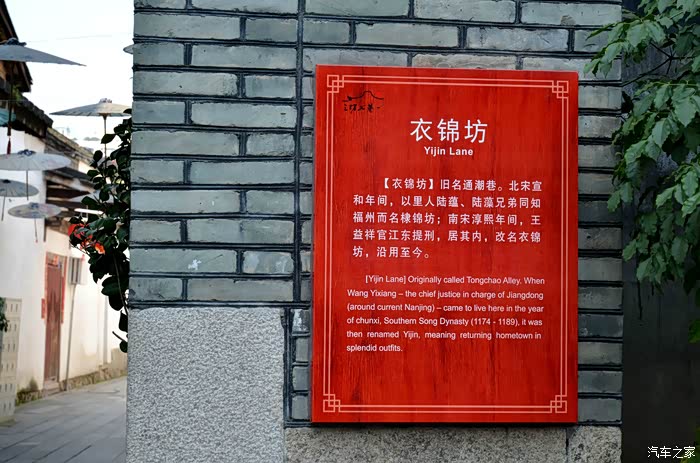 三坊七巷
衣锦坊
Yijin Lane
【衣锦坊】旧名通潮巷。北宋宣
和年间，以里人陆蕴、陆藻兄弟同知
福州而名棣锦坊；南宋淳熙年间，王
益祥官江东提刑，居其内，改名衣锦
坊，沿用至今。
[Yijin Lane] Originally called Tongchao Alley. When
Wang Yixiang – the chief justice in charge of Jiangdong
(around current Nanjing) – came to live here in the year
of chunxi, Southern Song Dynasty (1174 - 1189), it was
then renamed Yijin, meaning returning hometown in
splendid outfits.
汽车之家